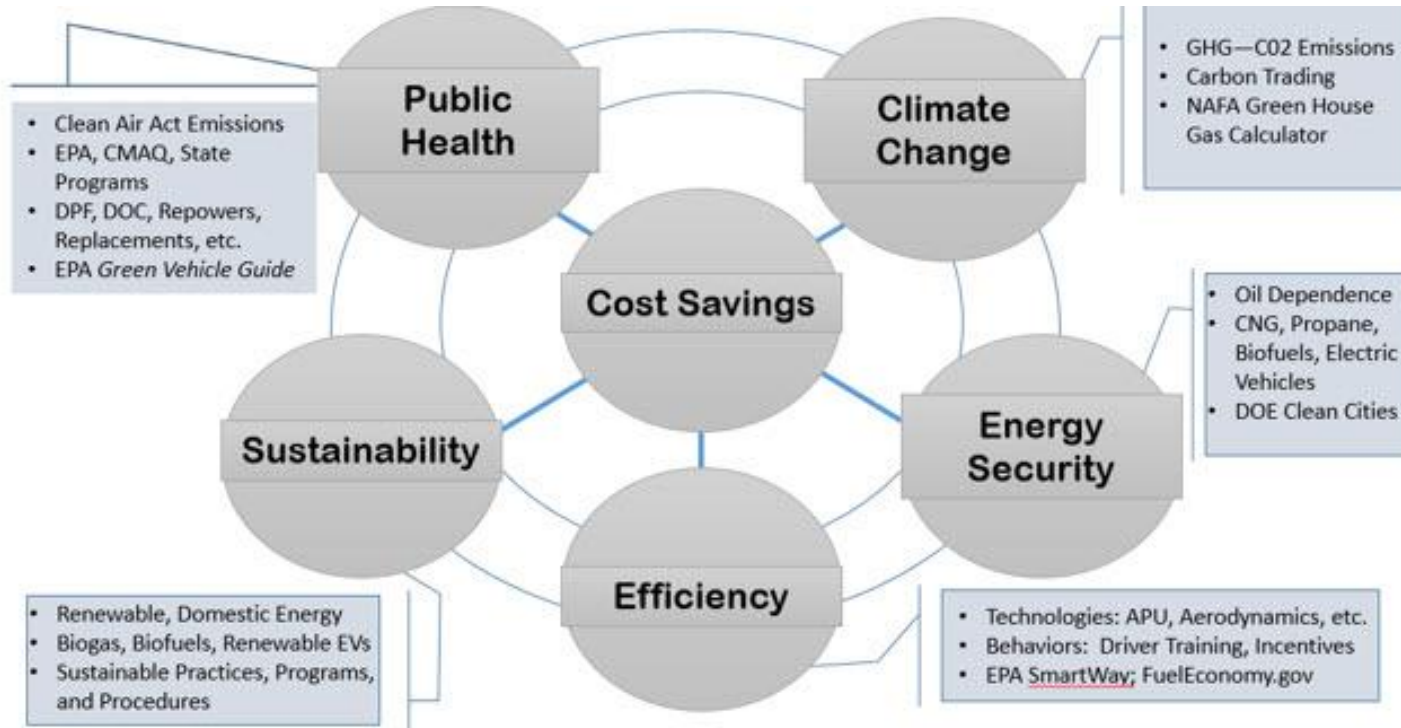 Public
Health
Climate
Change
Cost Savings
Sustainability
Energy
Security
Efficiency
• Clean Air Act Emissions
• EPA, CMAQ, State
Programs
• DPF, DOC, Repowers,
Replacements, etc.
• EPA Green Vehicle Guide
• GHG—C02 Emissions
• Carbon Trading
• NAFA Green House
Gas Calculator
• Oil Dependence
• CNG, Propane,
Biofuels, Electric
Vehicles
• DOE Clean Cities
• Renewable, Domestic Energy
• Biogas, Biofuels, Renewable EVs
• Sustainable Practices, Programs,
and Procedures
• Technologies: APU, Aerodynamics, etc.
• Behaviors: Driver Training, Incentives
• EPA SmartWay; FuelEconomy.gov